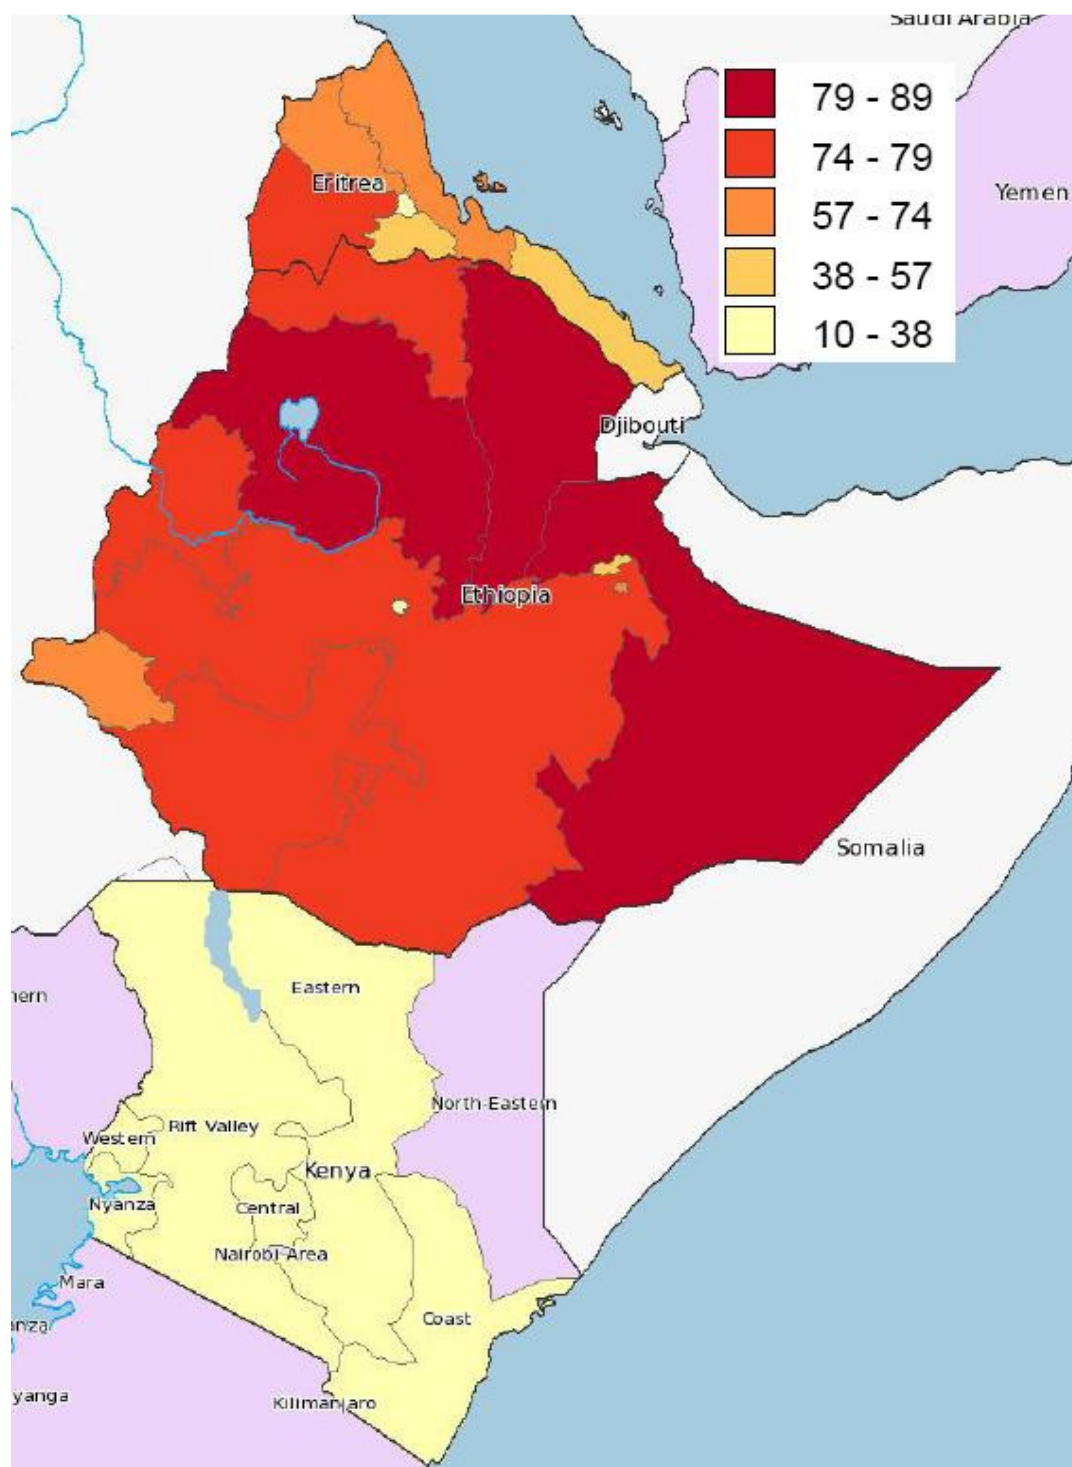 Saudi Arabia
79 - 89
74 - 79
Eritrea
Yemen
57 - 74
38 - 57
10 - 38
Djibouti
Ethiopia
Somalia
Eastern
North-Eastern
Rift Valley
Western
Kenya
Nyanza
Central
Nairobi Area
Mara
Coast
Kilimanjaro